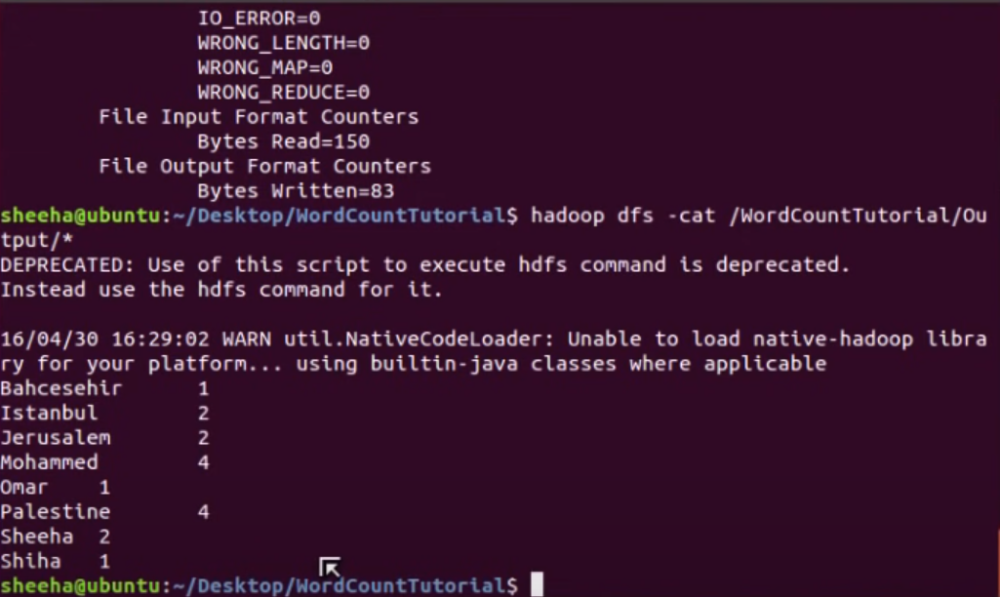 IO_ERROR=0
WRONG_LENGTH=0
WRONG_MAP=0
WRONG_REDUCE=0
File Input Format Counters
Bytes Read=150
File Output Format Counters
Bytes Written=83
sheeha@ubuntu:~/Desktop/WordCountTutorial$ hadoop dfs -cat /WordCountTutorial/Ou
tput/*
DEPRECATED: Use of this script to execute hdfs command is deprecated.
Instead use the hdfs command for it.
16/04/30 16:29:02 WARN util.NativeCodeLoader: Unable to load native-hadoop libra
ry for your platform... using builtin-java classes where applicable
Bahcesehir 1
Istanbul 2
Jerusalem 2
Mohammed 4
Omar 1
Palestine 4
Sheeha 2
Shiha 1
sheeha@ubuntu:~/Desktop/WordCountTutorial$